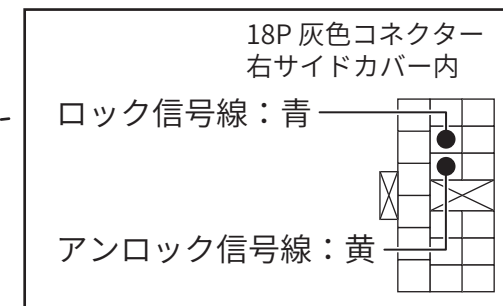 18P 灰色コネクター
右サイドカバー内
ロック信号線：青
アンロック信号線：黄